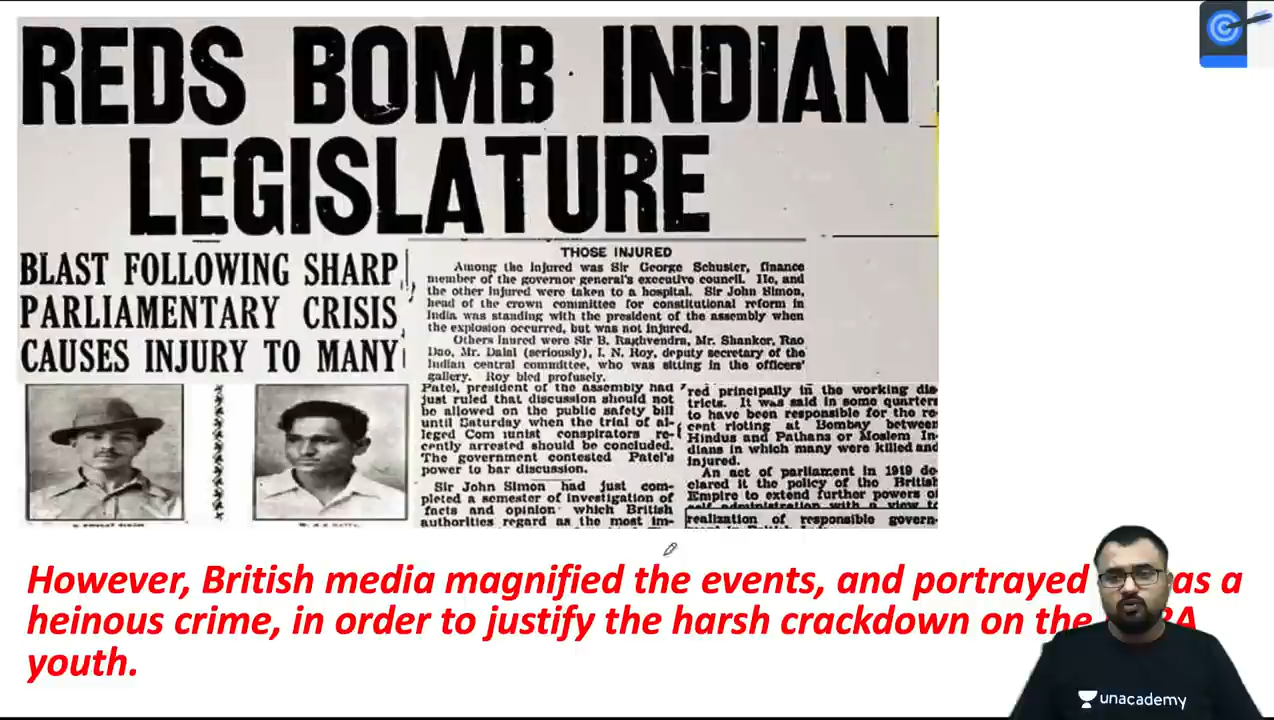 REDS BOMB INDIAN
LEGISLATURE
BLAST FOLLOWING SHARP
PARLIAMENTARY CRISIS
CAUSES INJURY TO MANY
THOSE INJURED
Among the injured was Sir George Schuster, finance
member of the governor general's executive council. He, and
the other injured were taken to a hospital. Sir John Simon,
head of the crown committee for constitutional reform in
India was standing with the president of the assembly when
the explosion occurred, but was not injured.
Others inured were Sir B. Raghvendra, Mr. Shanker, Rao
Dao, Mr. Dalal (seriously), I. N. Roy, deputy secretary of the
Indian central committee, who was sitting in the officers'
gallery. Roy bled profusely.
Patel, president of the assembly had
just ruled that discussion should not
be allowed on the public safety bill
until Saturday when the trial of al-
leged Com unist conspirators re-
cently arrested should be concluded.
The government contested Patel's
power to bar discussion.
Sir John Simon had just com-
pleted a semester of investigation of
facts and opinion which British
authorities regard as the most im-
red principally in the working dis-
tricts. It was said in some quarters
to have been responsible for the re-
cent rioting at Bombay between
Hindus and Pathans or Moslem In-
dians in which many were killed and
injured.
An act of parliament in 1919 de-
clared it the policy of the British
Empire to extend further powers of
self administration with a view to
realization of responsible govern-
However, British media magnified the events, and portrayed as a
heinous crime, in order to justify the harsh crackdown on the
youth.
unacademy